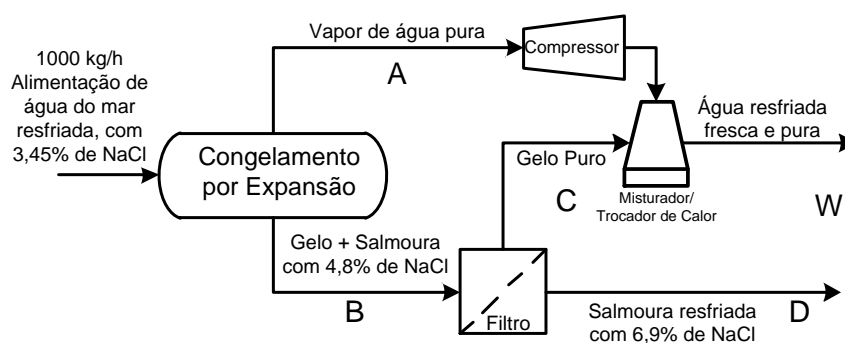 1000 kg/h
Alimentação de
água do mar
resfriada, com
3,45% de NaCl
Vapor de água pura
A
Compressor
Congelamento
por Expansão
Gelo Puro
C
Misturador/
Trocador de Calor
Água resfriada
fresca e pura
W
Gelo + Salmoura
com 4,8% de NaCl
B
Filtro
Salmoura resfriada
com 6,9% de NaCl
D